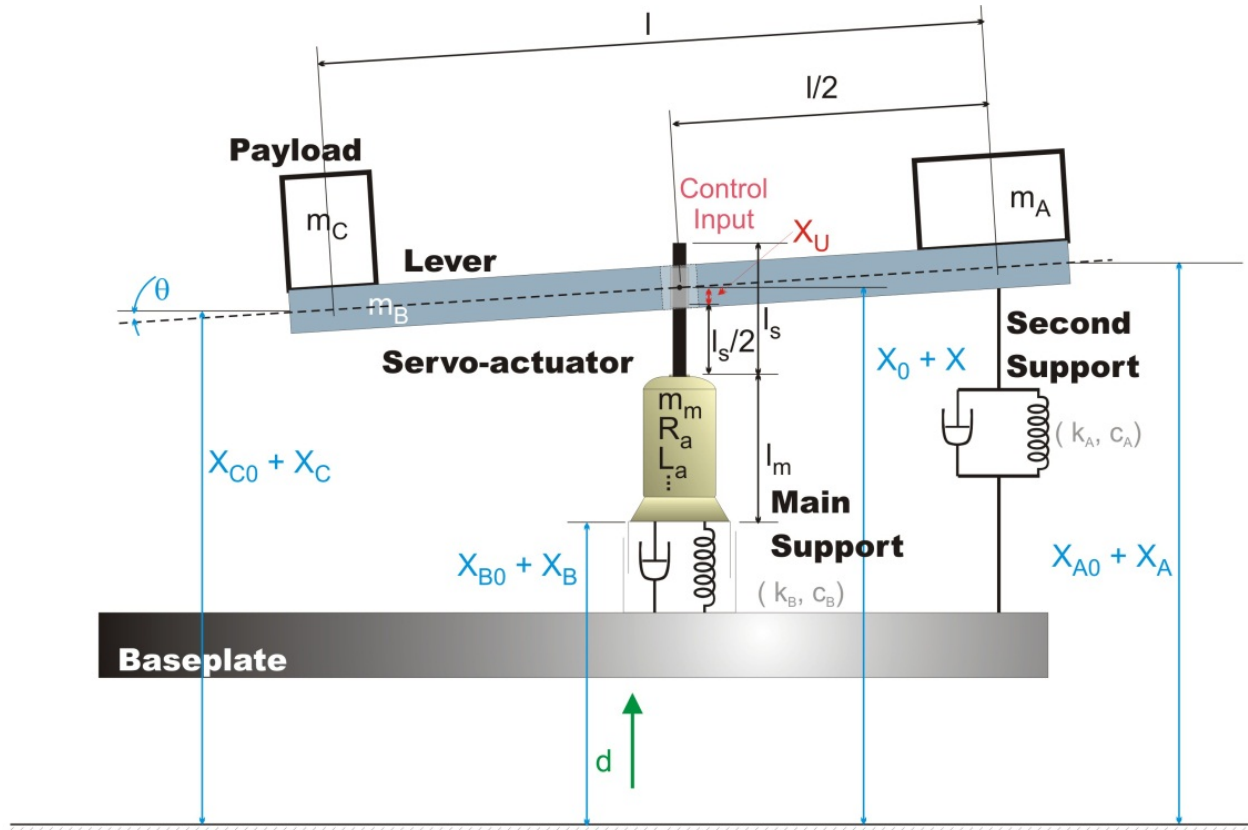 l
l/2
Payload
m_C
Control
Input
X_U
m_A
Lever
θ
m_B
l_s/2
l_s
Servo-actuator
X_0 + X
Second
Support
m_m
R_a
L_a
...
l_m
( k_A, c_A)
X_C0 + X_C
Main
Support
X_B0 + X_B
( k_B, c_B)
X_A0 + X_A
Baseplate
d